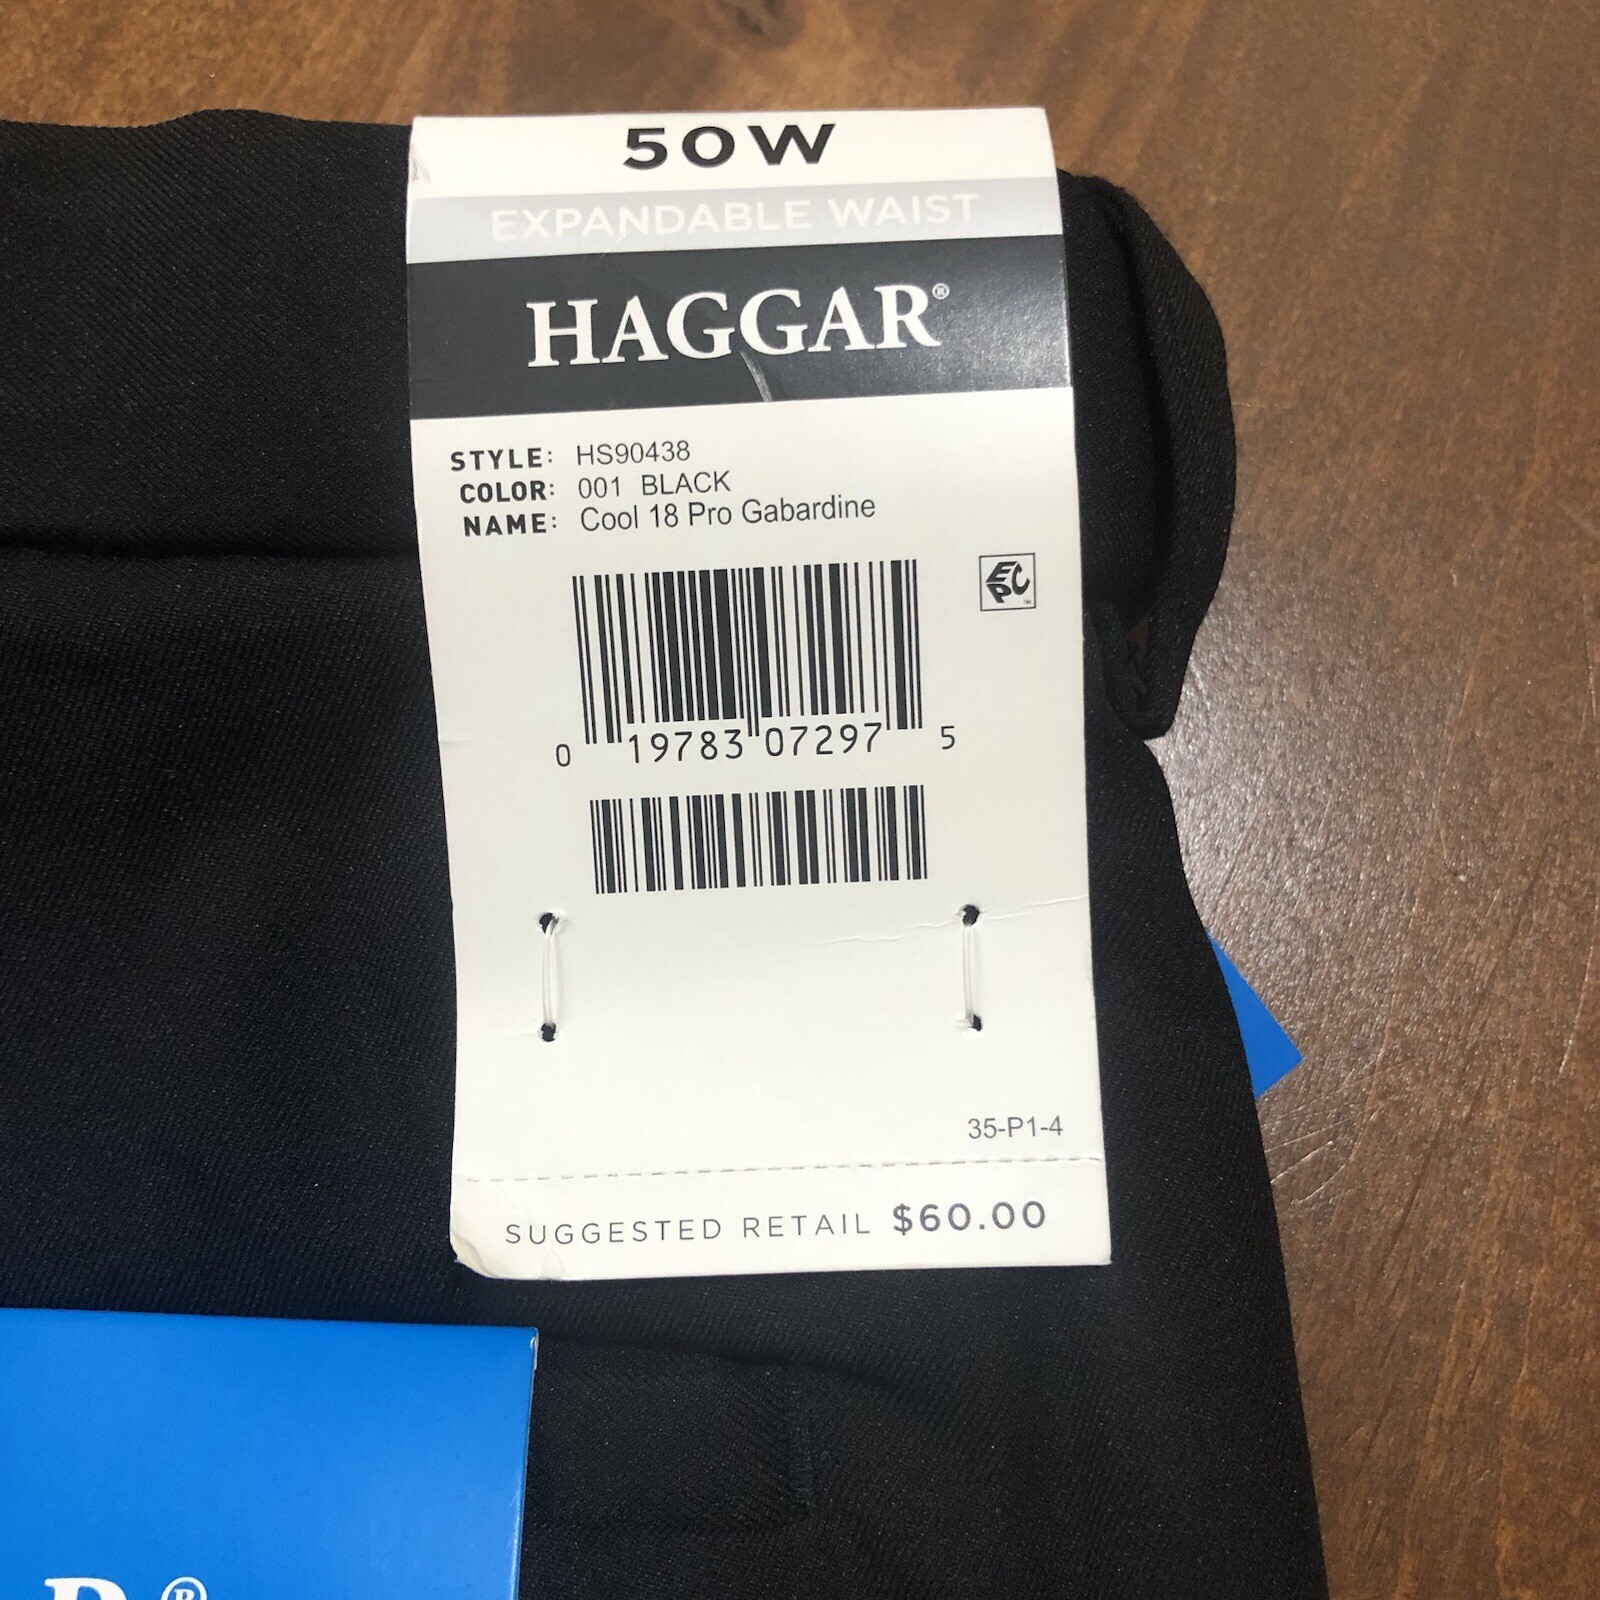 50W
EXPANDABLE WAIST
HAGGAR®
STYLE: HS90438
COLOR: 001 BLACK
NAME: Cool 18 Pro Gabardine
EPC™
0 19783 07297 5
35-P1-4
SUGGESTED RETAIL $60.00
R®